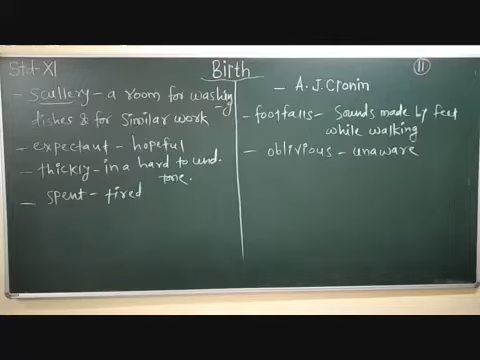 Std-XI
Birth
11
- A.J. Cronin
- Scullery - a room for washing
dishes & for similar work
- expectant - hopeful
- thickly - in a hard to und.
tone.
- spent - tired
- footfalls - Sounds made by feet
while walking
- oblivious - unaware